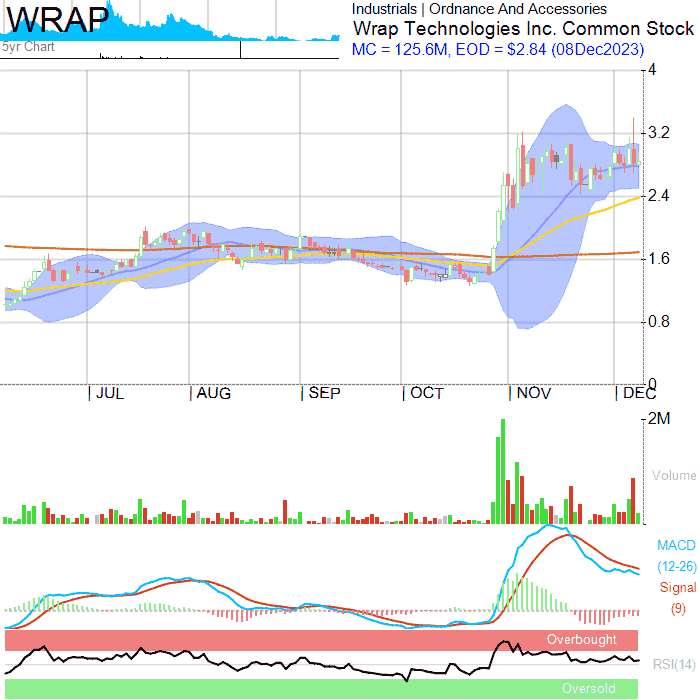 WRAP
5yr Chart
Industrials | Ordnance And Accessories
Wrap Technologies Inc. Common Stock
MC = 125.6M, EOD = $2.84 (08Dec2023)
4
3.2
2.4
1.6
0.8
0
JUL AUG SEP OCT NOV DEC
2M
Volume
MACD
(12-26)
Signal
(9)
Overbought
RSI(14)
Oversold